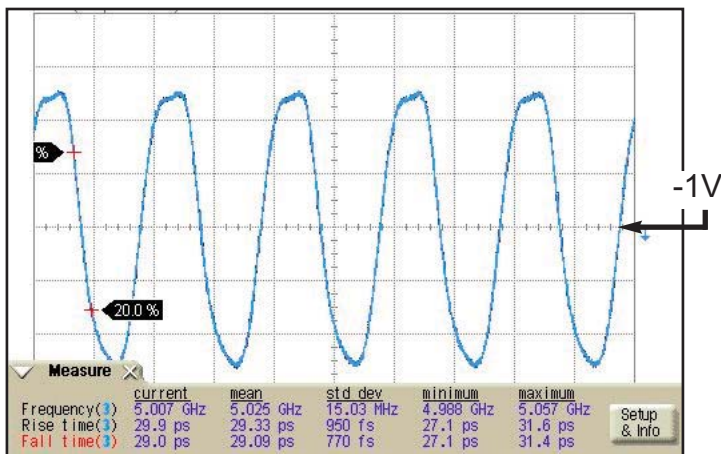 %
-1V
20.0 %
Measure
current mean std dev minimum maximum
Frequency(3) 5.007 GHz 5.025 GHz 15.03 MHz 4.988 GHz 5.057 GHz
Rise time(3) 29.9 ps 29.33 ps 950 fs 27.1 ps 31.6 ps
Fall time(3) 29.0 ps 29.09 ps 770 fs 27.1 ps 31.4 ps
Setup
& Info